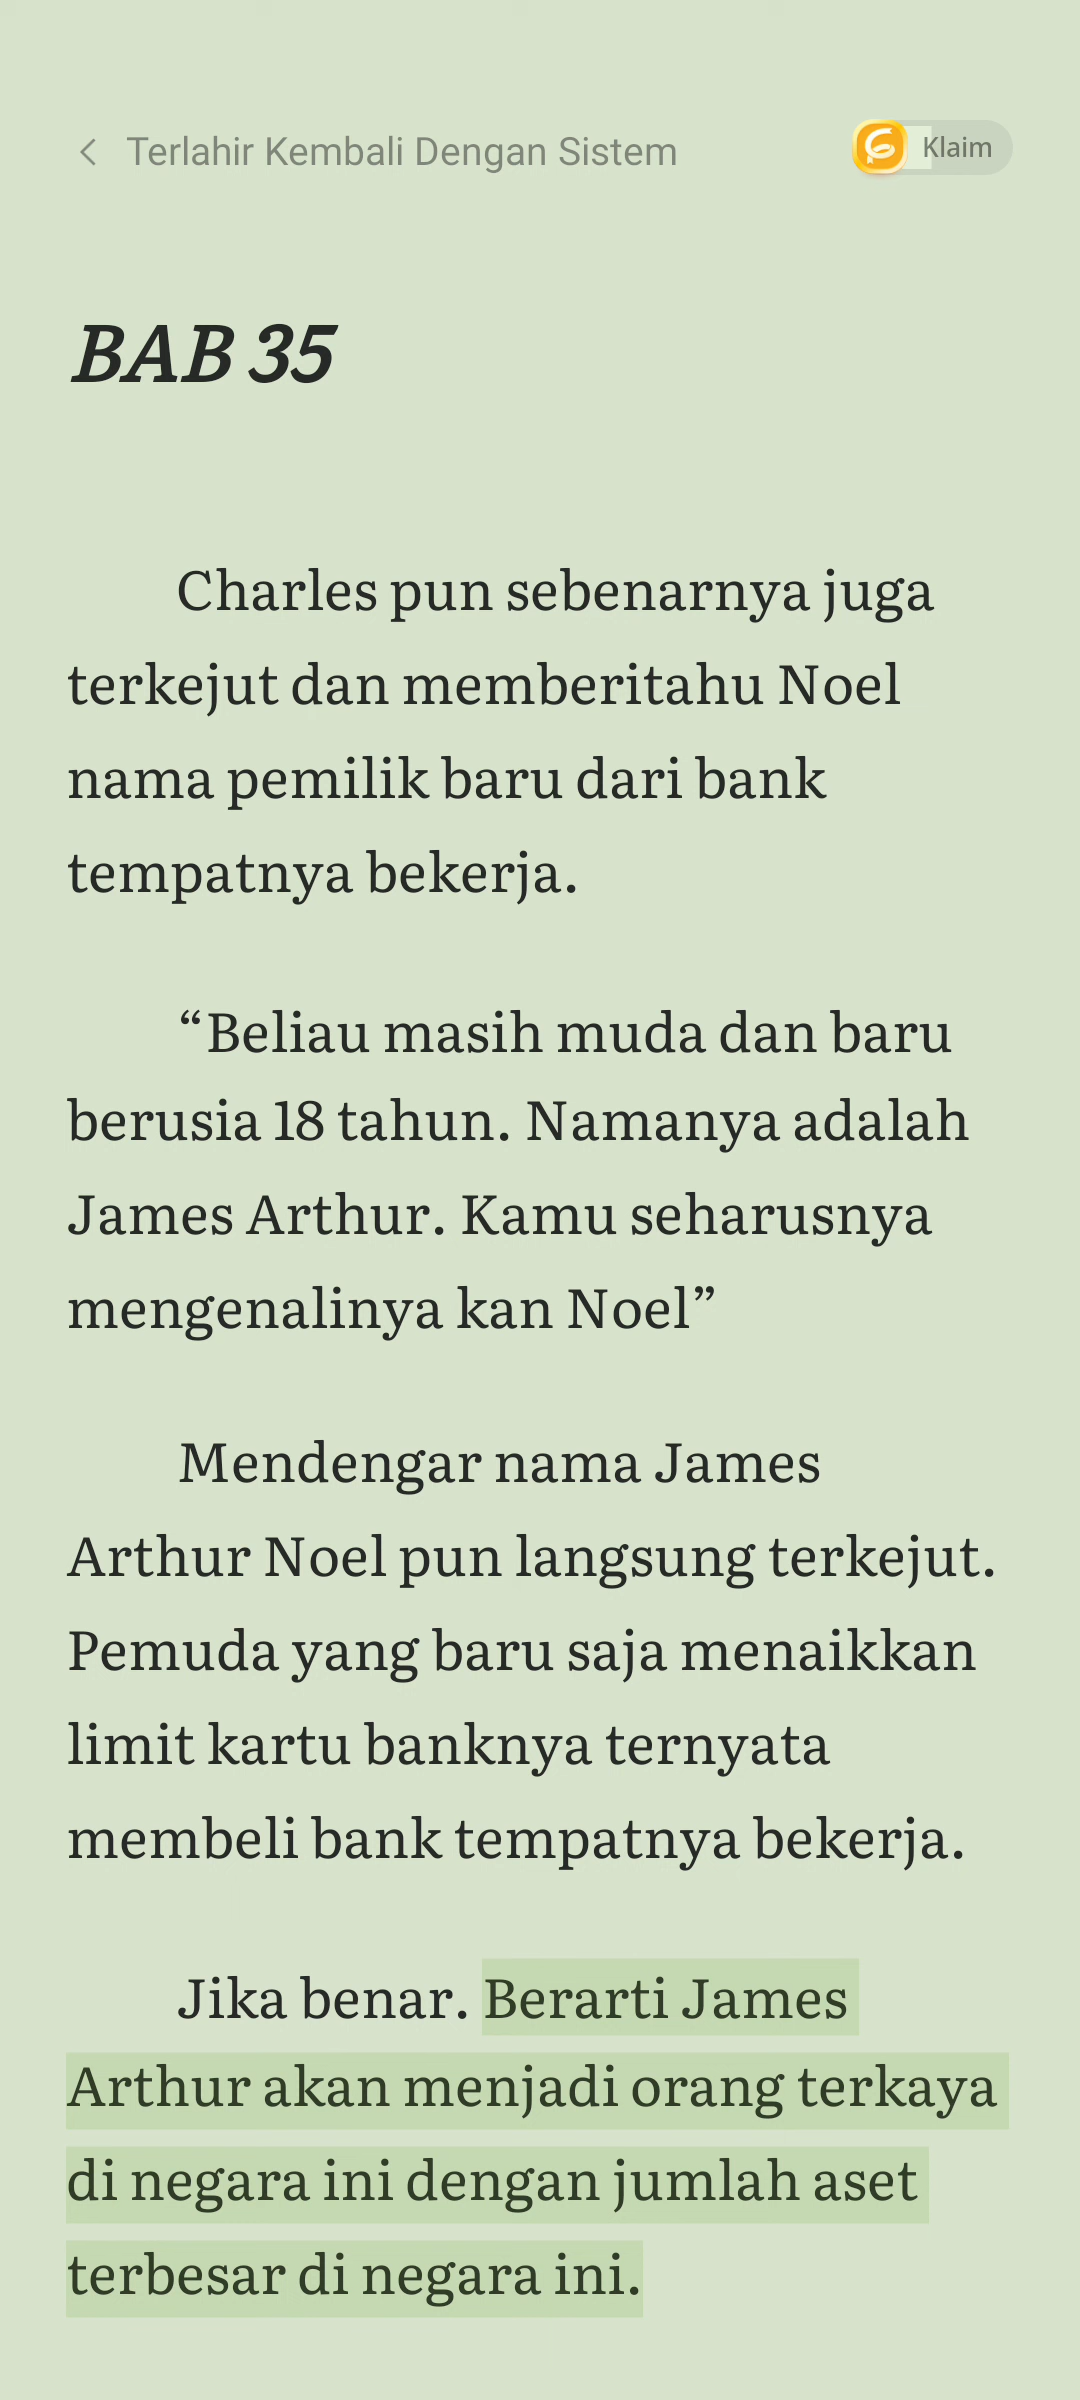 Terlahir Kembali Dengan Sistem
Klaim
BAB 35
Charles pun sebenarnya juga
terkejut dan memberitahu Noel
nama pemilik baru dari bank
tempatnya bekerja.
“Beliau masih muda dan baru
berusia 18 tahun. Namanya adalah
James Arthur. Kamu seharusnya
mengenalinya kan Noel”
Mendengar nama James
Arthur Noel pun langsung terkejut.
Pemuda yang baru saja menaikkan
limit kartu banknya ternyata
membeli bank tempatnya bekerja.
Jika benar. Berarti James
Arthur akan menjadi orang terkaya
di negara ini dengan jumlah aset
terbesar di negara ini.